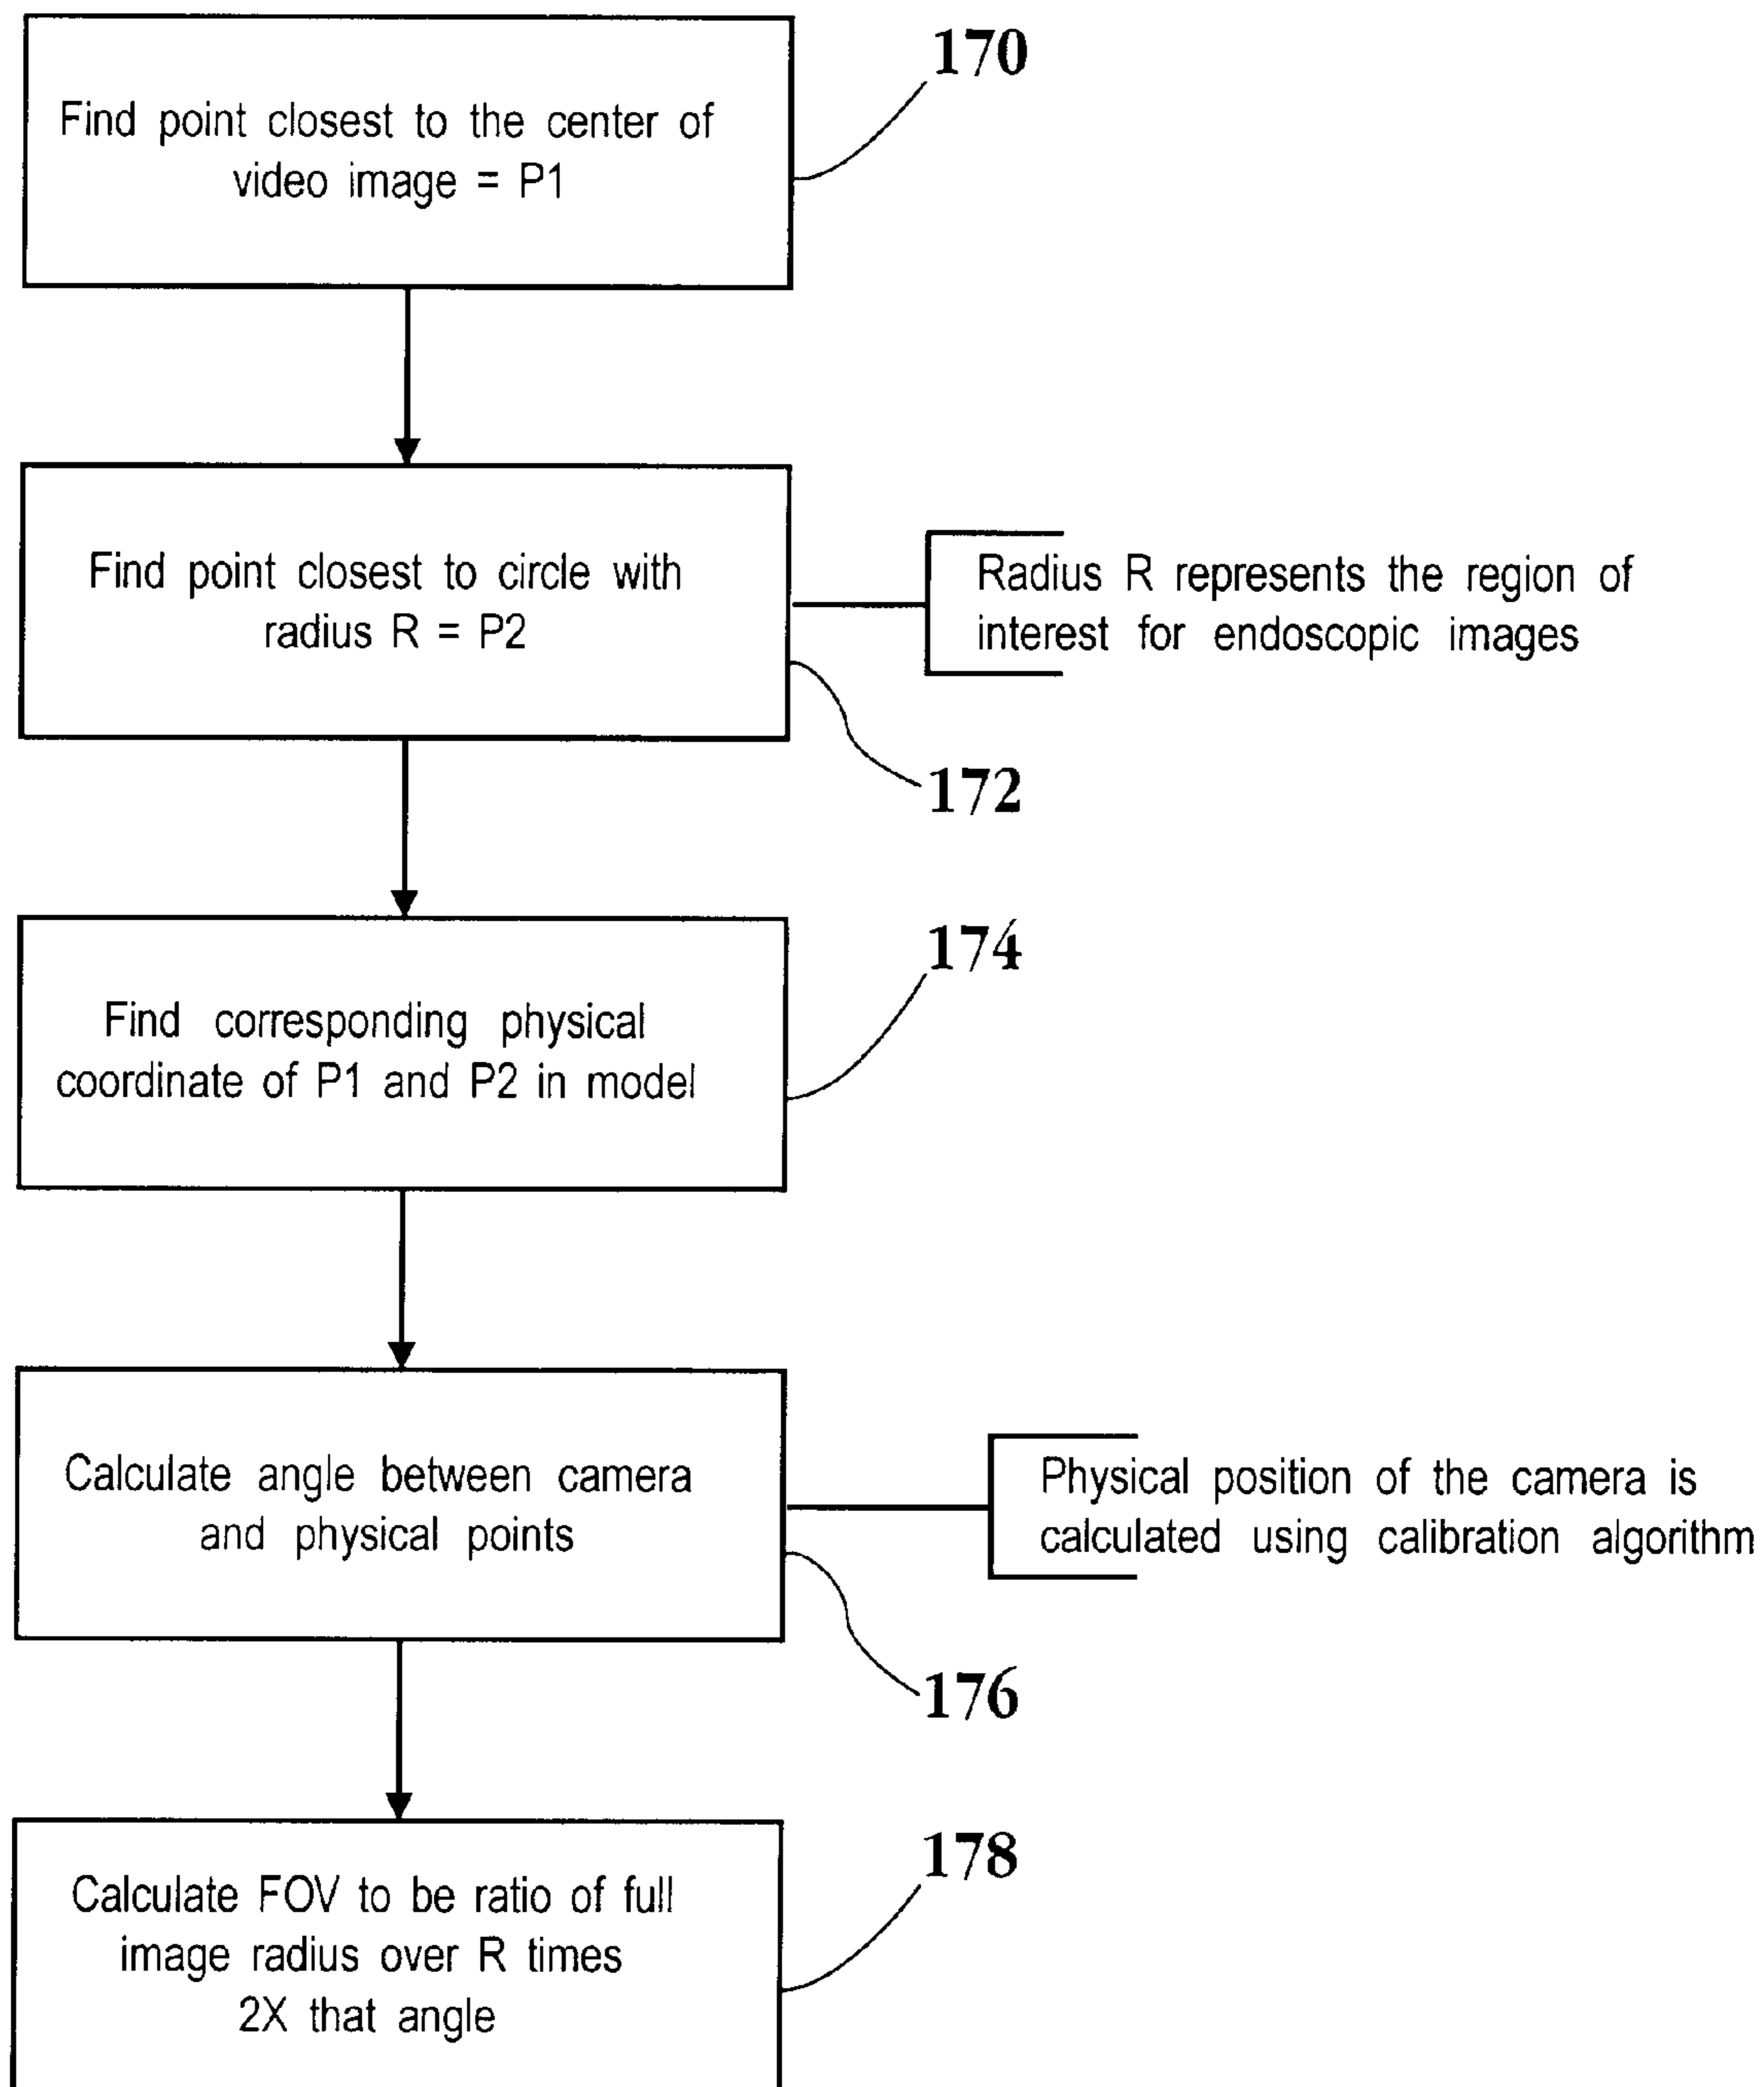 170
Find point closest to the center of
video image = P1
Find point closest to circle with
radius R = P2
Radius R represents the region of
interest for endoscopic images
172
174
Find corresponding physical
coordinate of P1 and P2 in model
Calculate angle between camera
and physical points
Physical position of the camera is
calculated using calibration algorithm
176
178
Calculate FOV to be ratio of full
image radius over R times
2X that angle